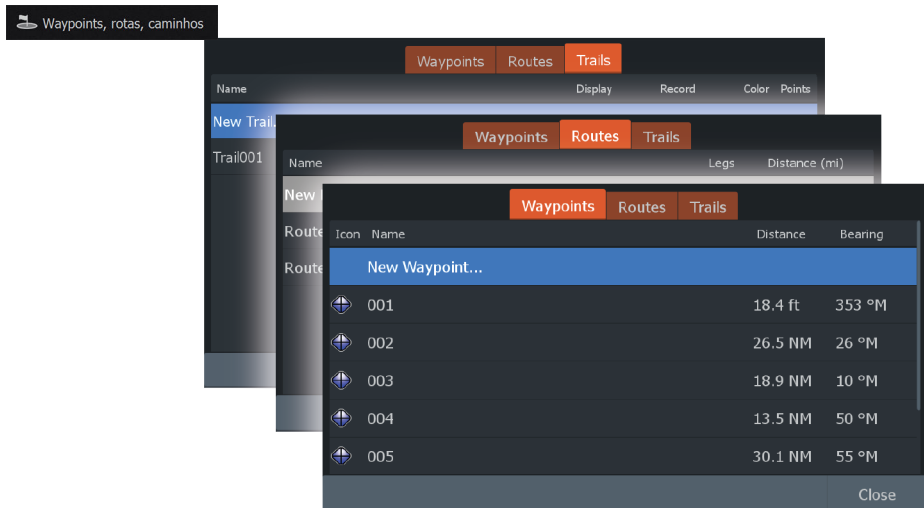 Waypoints, rotas, caminhos
Waypoints Routes Trails
Name Display Record Color Points
New Trail.
Trail001
Waypoints Routes Trails
Name Legs Distance (mi)
New
Route
Route
Waypoints Routes Trails
Icon Name Distance Bearing
New Waypoint...
001 18.4 ft 353 °M
002 26.5 NM 26 °M
003 18.9 NM 10 °M
004 13.5 NM 50 °M
005 30.1 NM 55 °M
Close